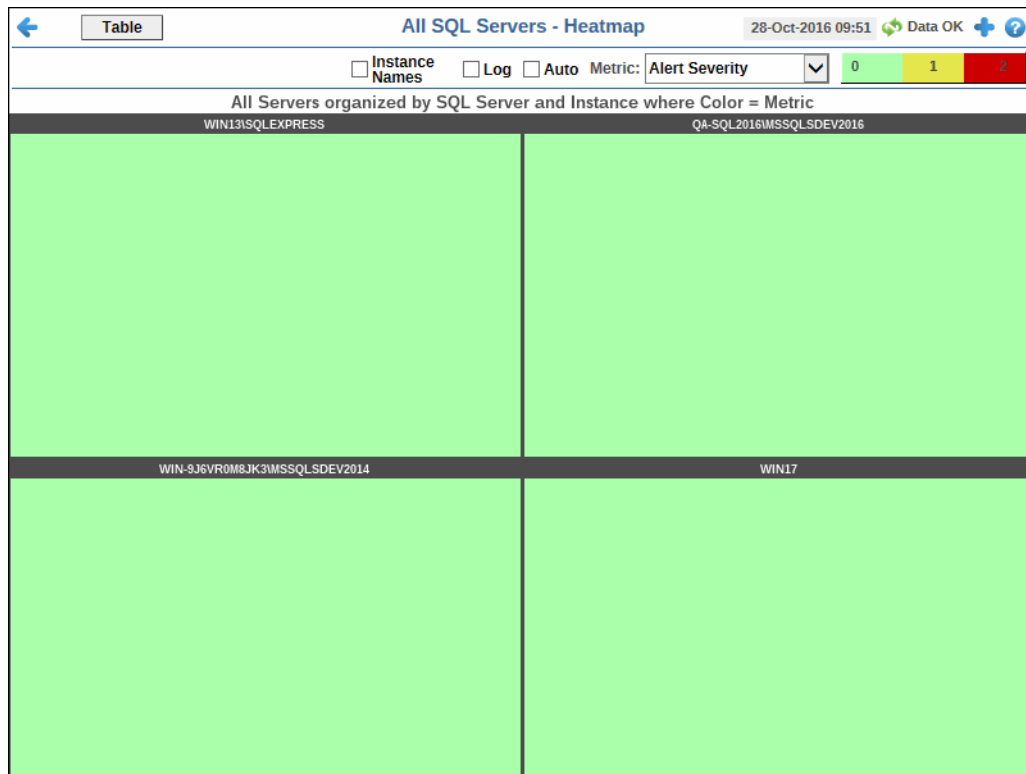 Table
All SQL Servers - Heatmap
28-Oct-2016 09:51
Data OK
Instance
Names
Log
Auto
Metric:
Alert Severity
0
1
2
All Servers organized by SQL Server and Instance where Color = Metric
WIN13\SQLEXPRESS
QA-SQL2016\MSSQLSDEV2016
WIN-9J6VR0M8JK3\MSSQLSDEV2014
WIN17